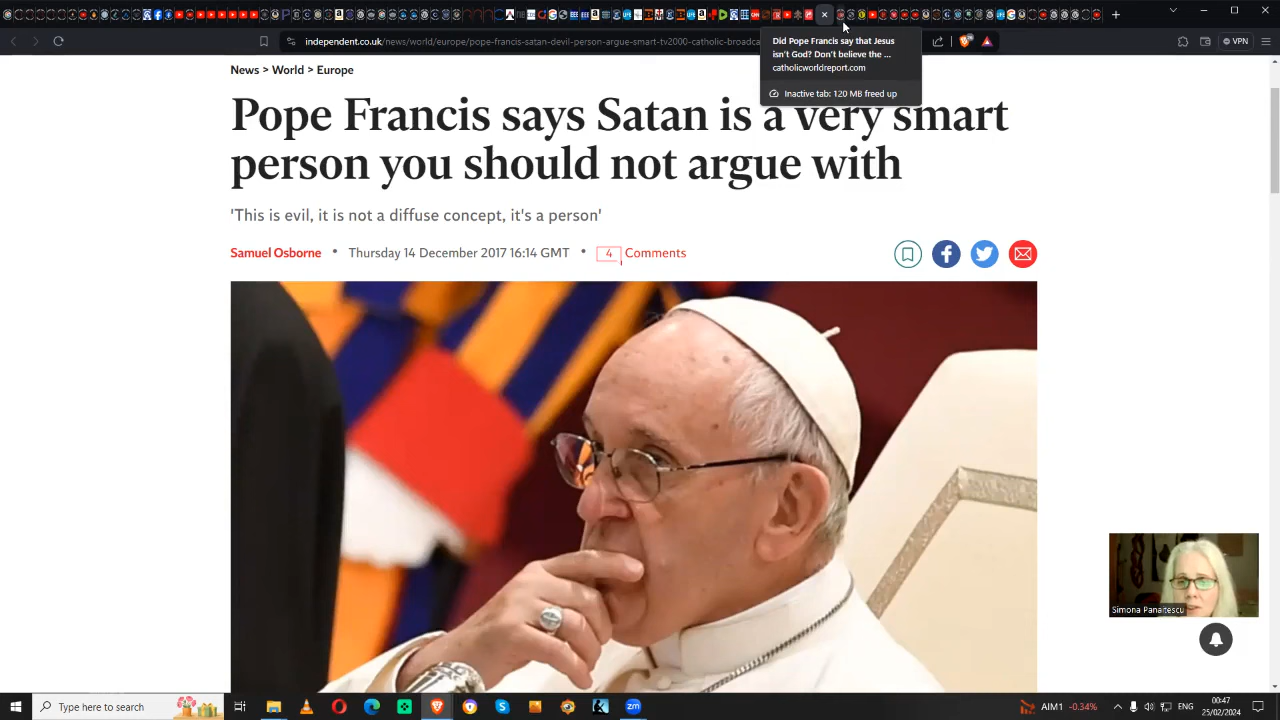 Did Pope Francis say that Jesus
isn't God? Don't believe the ...
catholicworldreport.com
Inactive tab: 120 MB freed up
independent.co.uk/news/world/europe/pope-francis-satan-devil-person-argue-smart-tv2000-catholic-broadca
VPN
News > World > Europe
Pope Francis says Satan is a very smart
person you should not argue with
'This is evil, it is not a diffuse concept, it's a person'
Samuel Osborne • Thursday 14 December 2017 16:14 GMT • 4 Comments
Simona Panaitescu
Type here to search
AIM1 -0.34%
ENG
00:47
25/02/2024